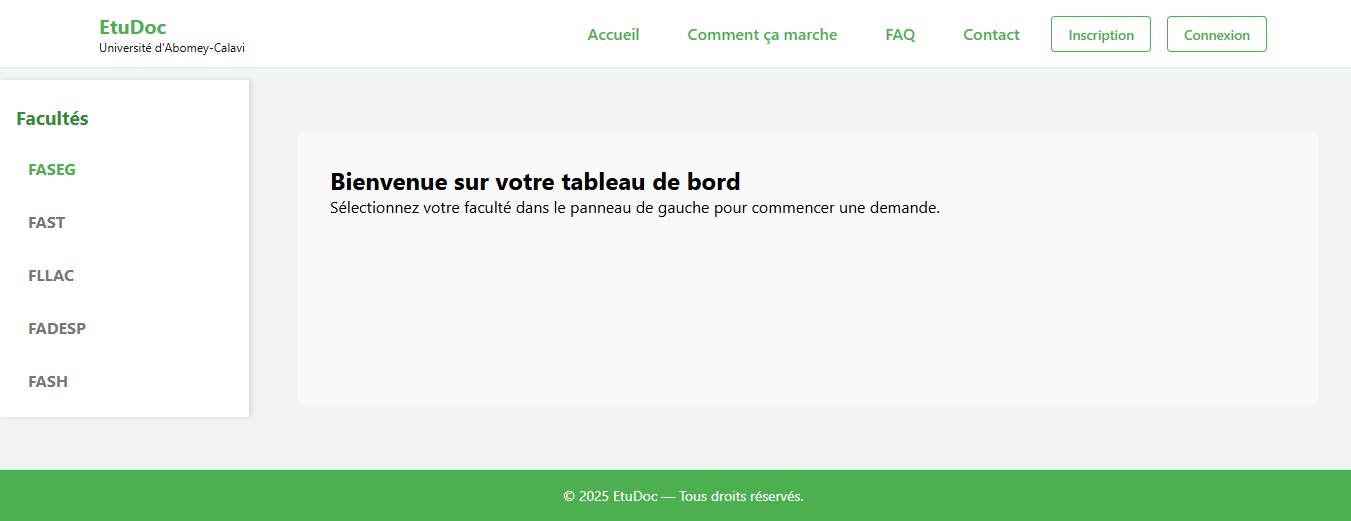 EtuDoc
Université d'Abomey-Calavi
Accueil
Comment ça marche
FAQ
Contact
Inscription
Connexion
Facultés
FASEG
FAST
FLLAC
FADESP
FASH
Bienvenue sur votre tableau de bord
Sélectionnez votre faculté dans le panneau de gauche pour commencer une demande.
© 2025 EtuDoc — Tous droits réservés.